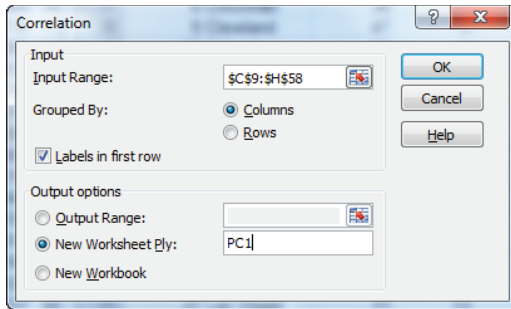 Correlation
Input
Input Range:
$C$9:$H$58
Grouped By:
Columns
Rows
Labels in first row
Output options
Output Range:
New Worksheet Ply:
PC1
New Workbook
OK
Cancel
Help